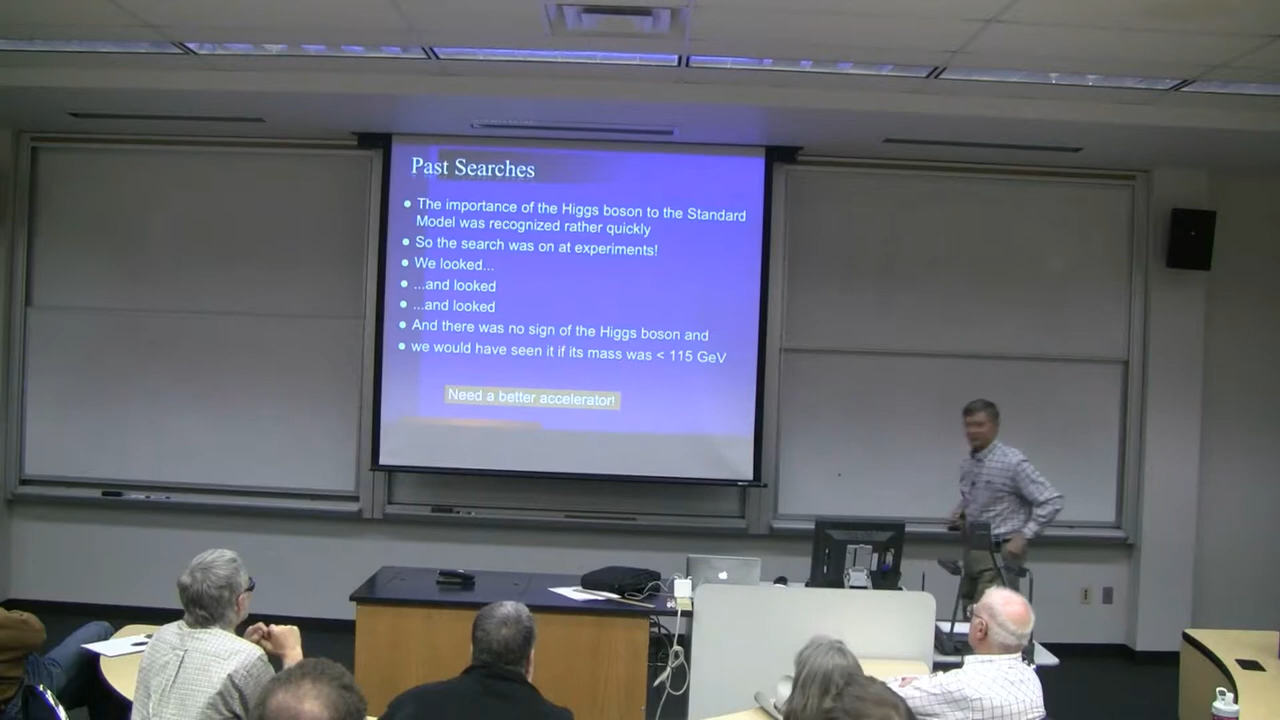 Past Searches
The importance of the Higgs boson to the Standard
Model was recognized rather quickly
So the search was on at experiments!
We looked...
...and looked
...and looked
And there was no sign of the Higgs boson and
we would have seen it if its mass was < 115 GeV
Need a better accelerator!